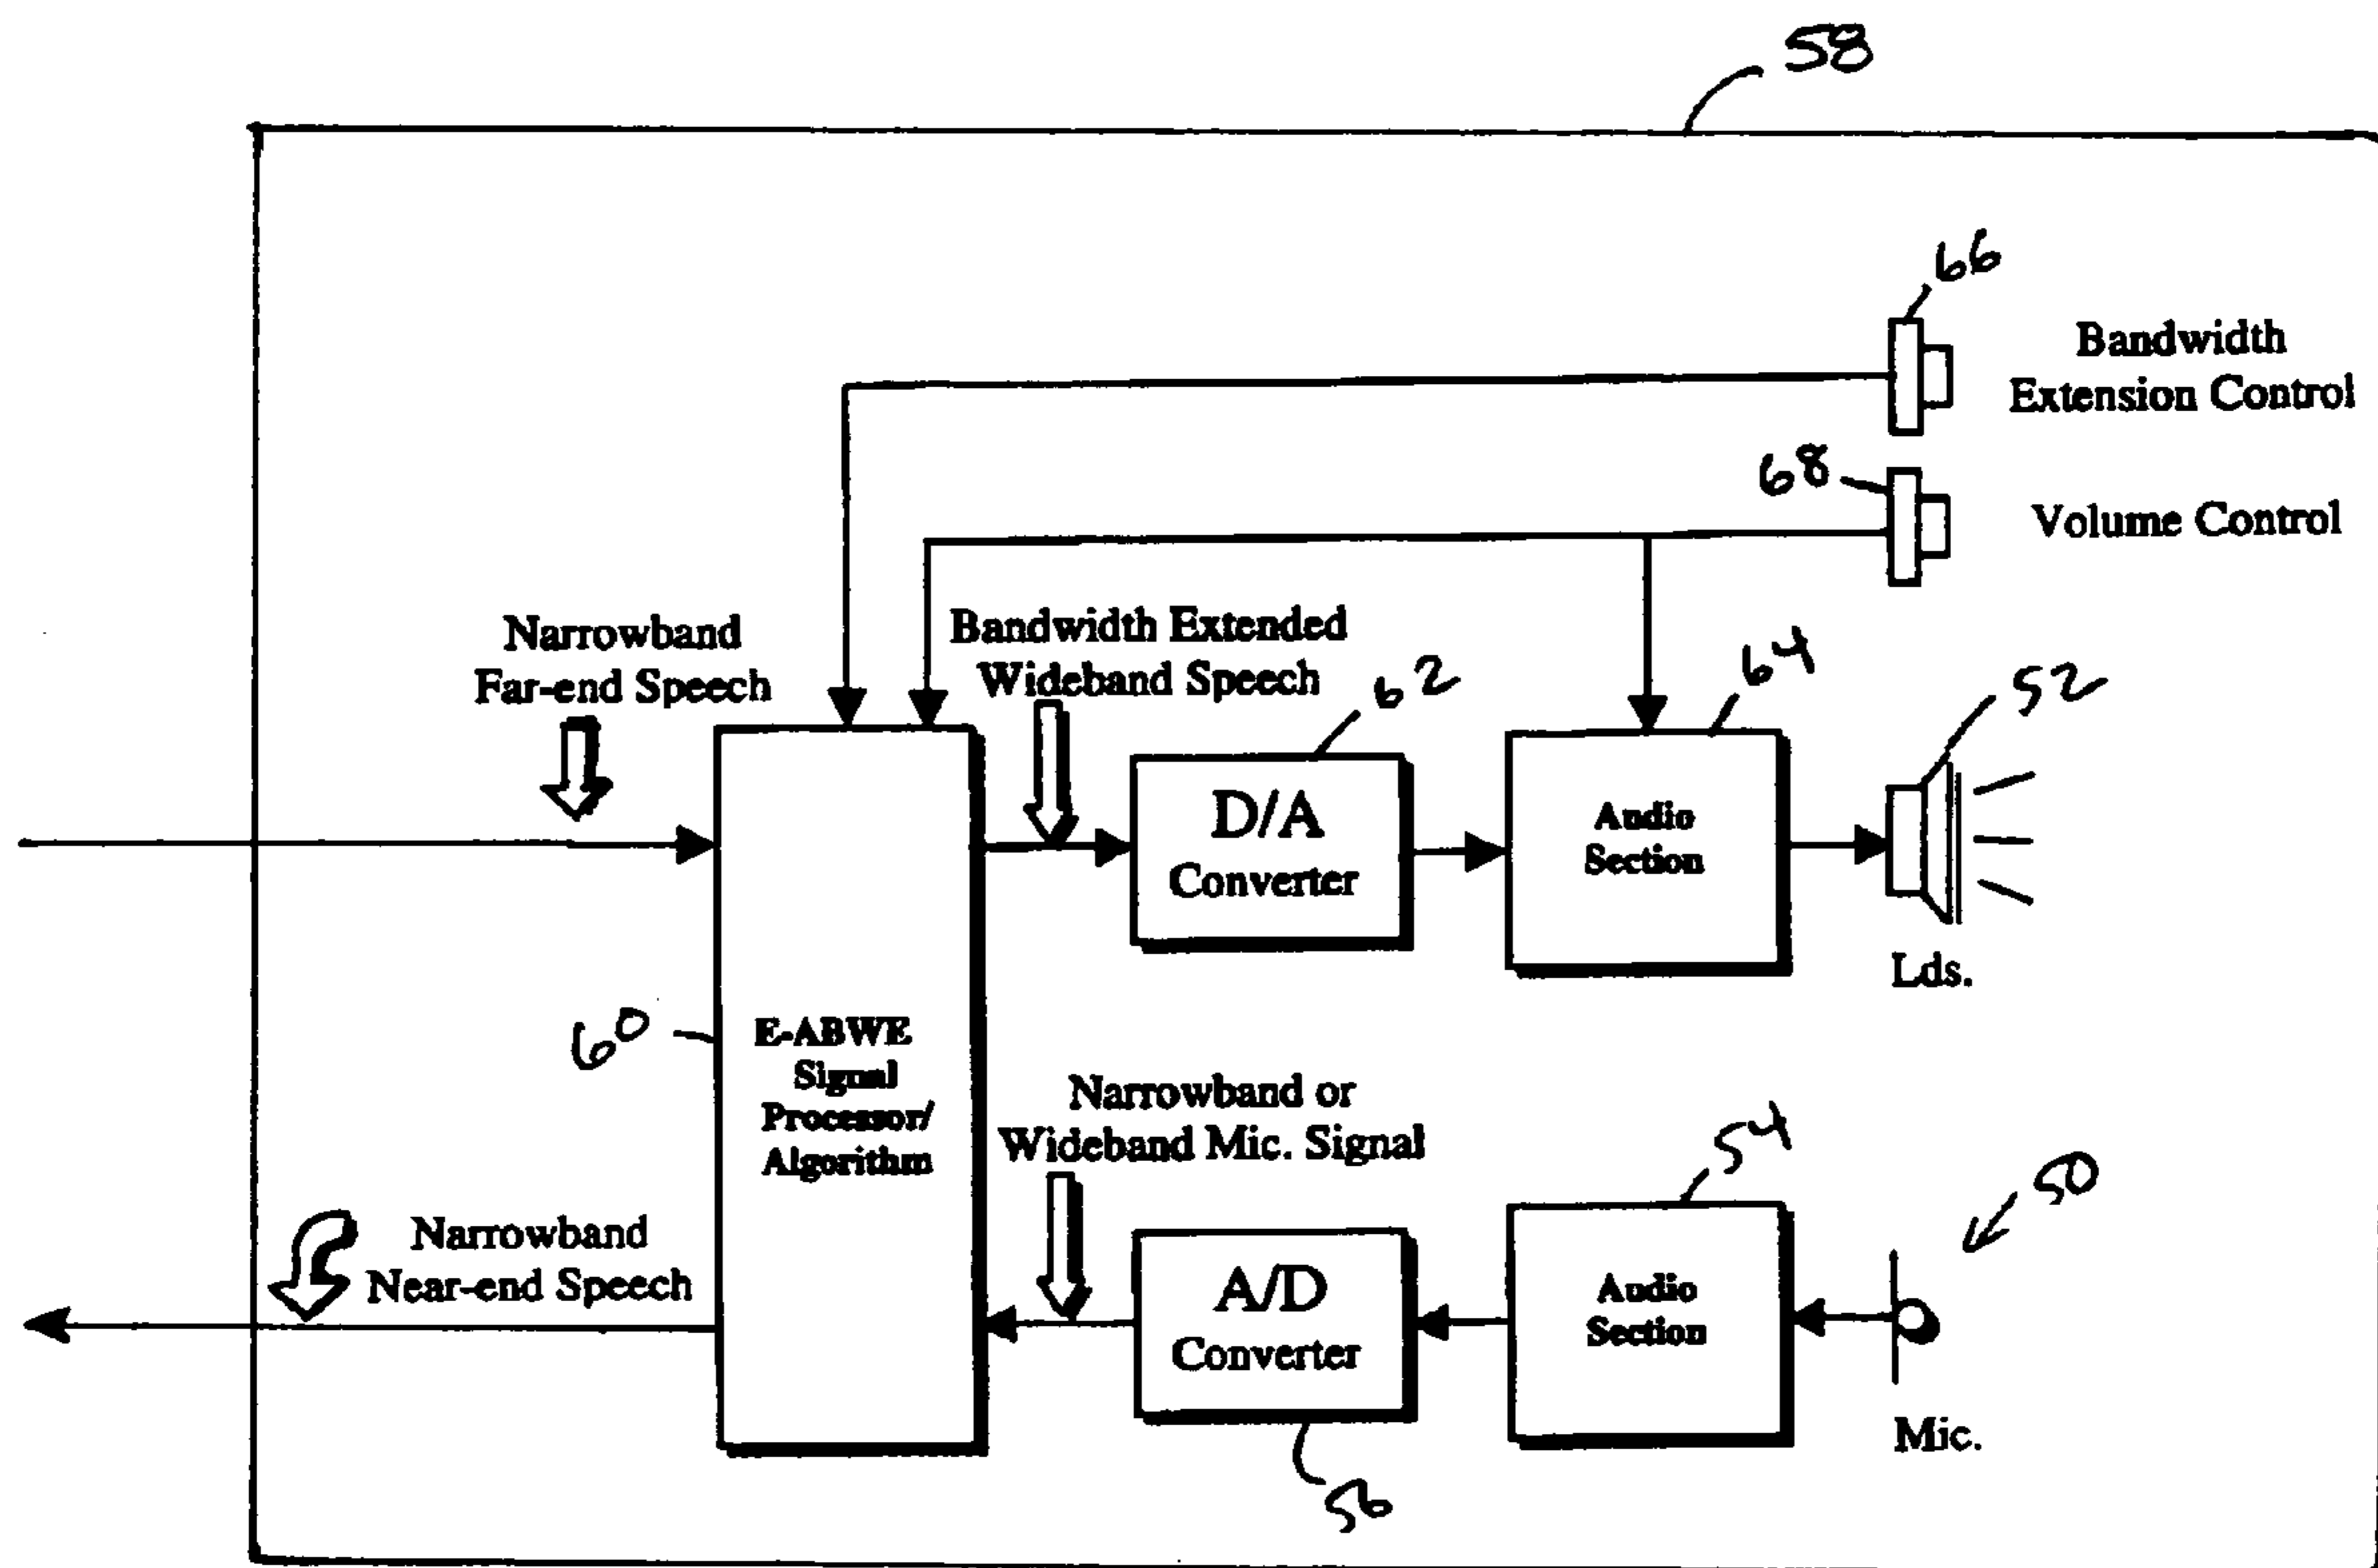 58
66
Bandwidth
Extension Control
68
Volume Control
Narrowband
Far-end Speech
Bandwidth Extended
Wideband Speech
62
64
52
D/A
Converter
Audio
Section
Lds.
60
E-ABWE
Signal
Processor/
Algorithm
Narrowband or
Wideband Mic. Signal
54
50
Narrowband
Near-end Speech
A/D
Converter
Audio
Section
Mic.
56